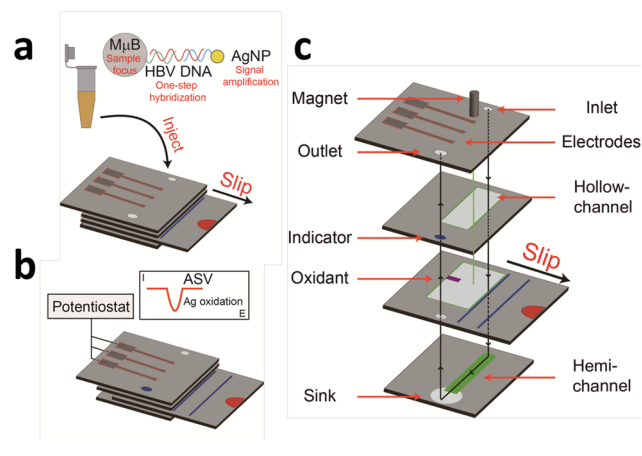 a
MμB
Sample
focus
HBV DNA
One-step
hybridization
AgNP
Signal
amplification
Inject
Slip
b
Potentiostat
I
ASV
Ag oxidation
E
c
Magnet
Inlet
Electrodes
Outlet
Hollow-
channel
Indicator
Oxidant
Slip
Hemi-
channel
Sink